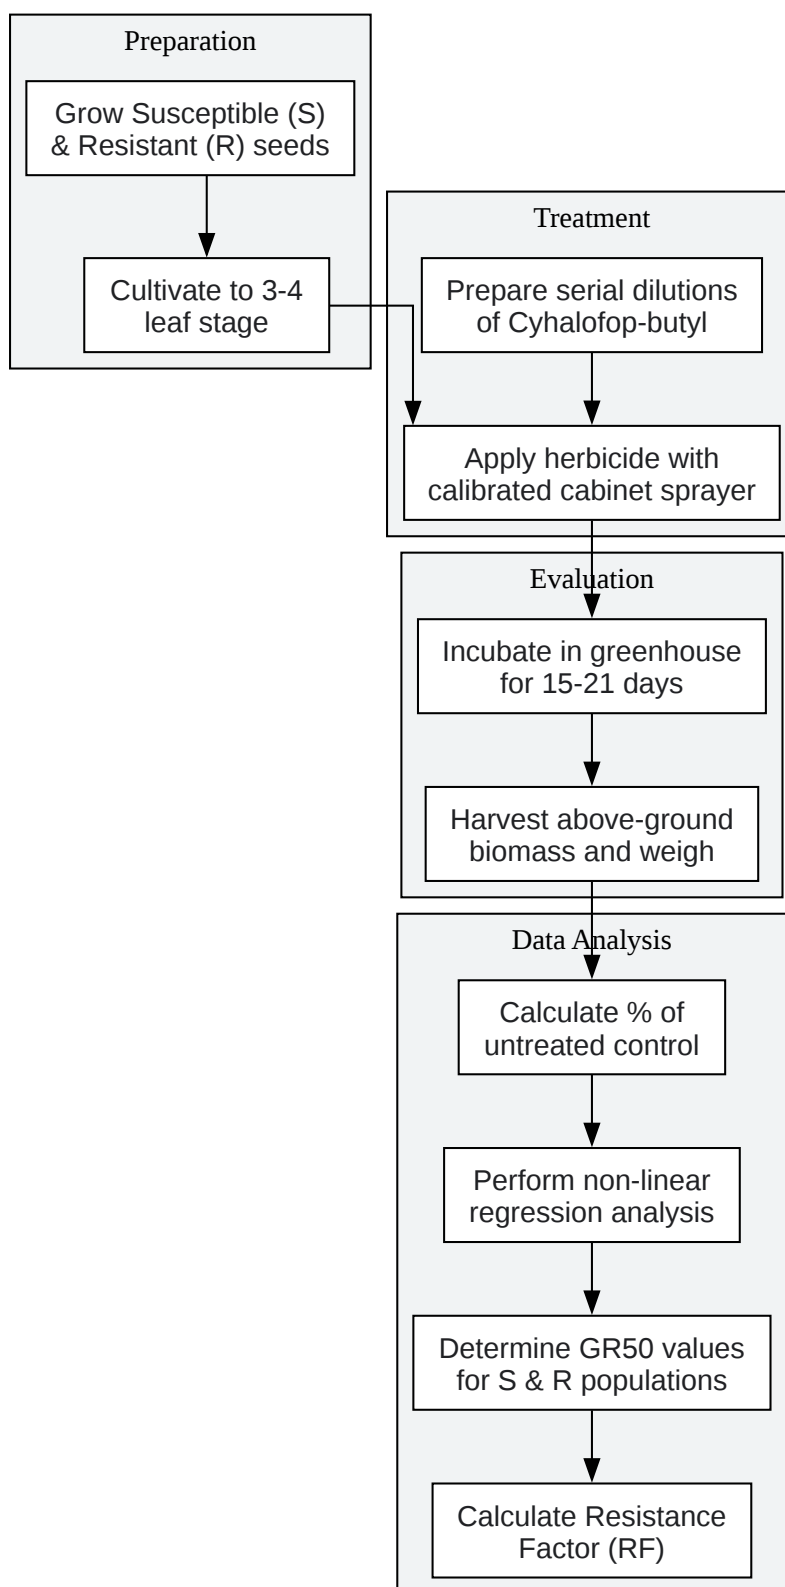 Preparation
Grow Susceptible (S)
& Resistant (R) seeds
Cultivate to 3-4
leaf stage
Treatment
Prepare serial dilutions
of Cyhalofop-butyl
Apply herbicide with
calibrated cabinet sprayer
Evaluation
Incubate in greenhouse
for 15-21 days
Harvest above-ground
biomass and weigh
Data Analysis
Calculate % of
untreated control
Perform non-linear
regression analysis
Determine GR50 values
for S & R populations
Calculate Resistance
Factor (RF)